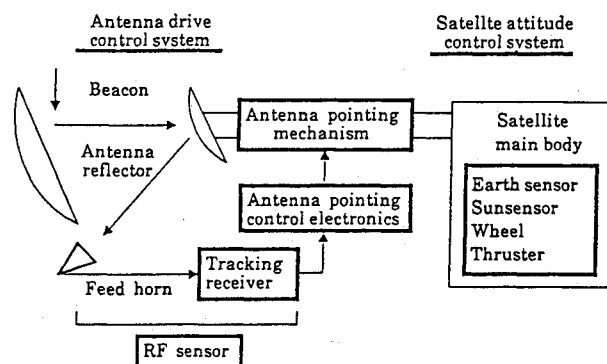 Antenna drive
control system
Satellte attitude
control system
Beacon
Antenna
reflector
Antenna pointing
mechanism
Satellite
main body
Earth sensor
Sunsensor
Wheel
Thruster
Antenna pointing
control electronics
Tracking
receiver
Feed horn
RF sensor